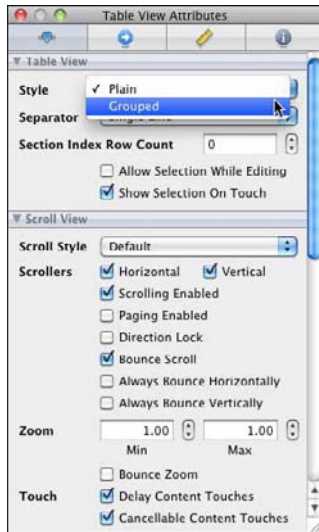 Table View Attributes
Table View
Style ✓ Plain
Grouped
Separator Single Line
Section Index Row Count 0
Allow Selection While Editing
Show Selection On Touch
Scroll View
Scroll Style Default
Scrollers Horizontal Vertical
Scrolling Enabled
Paging Enabled
Direction Lock
Bounce Scroll
Always Bounce Horizontally
Always Bounce Vertically
Zoom 1.00 1.00
Min Max
Bounce Zoom
Touch Delay Content Touches
Cancellable Content Touches